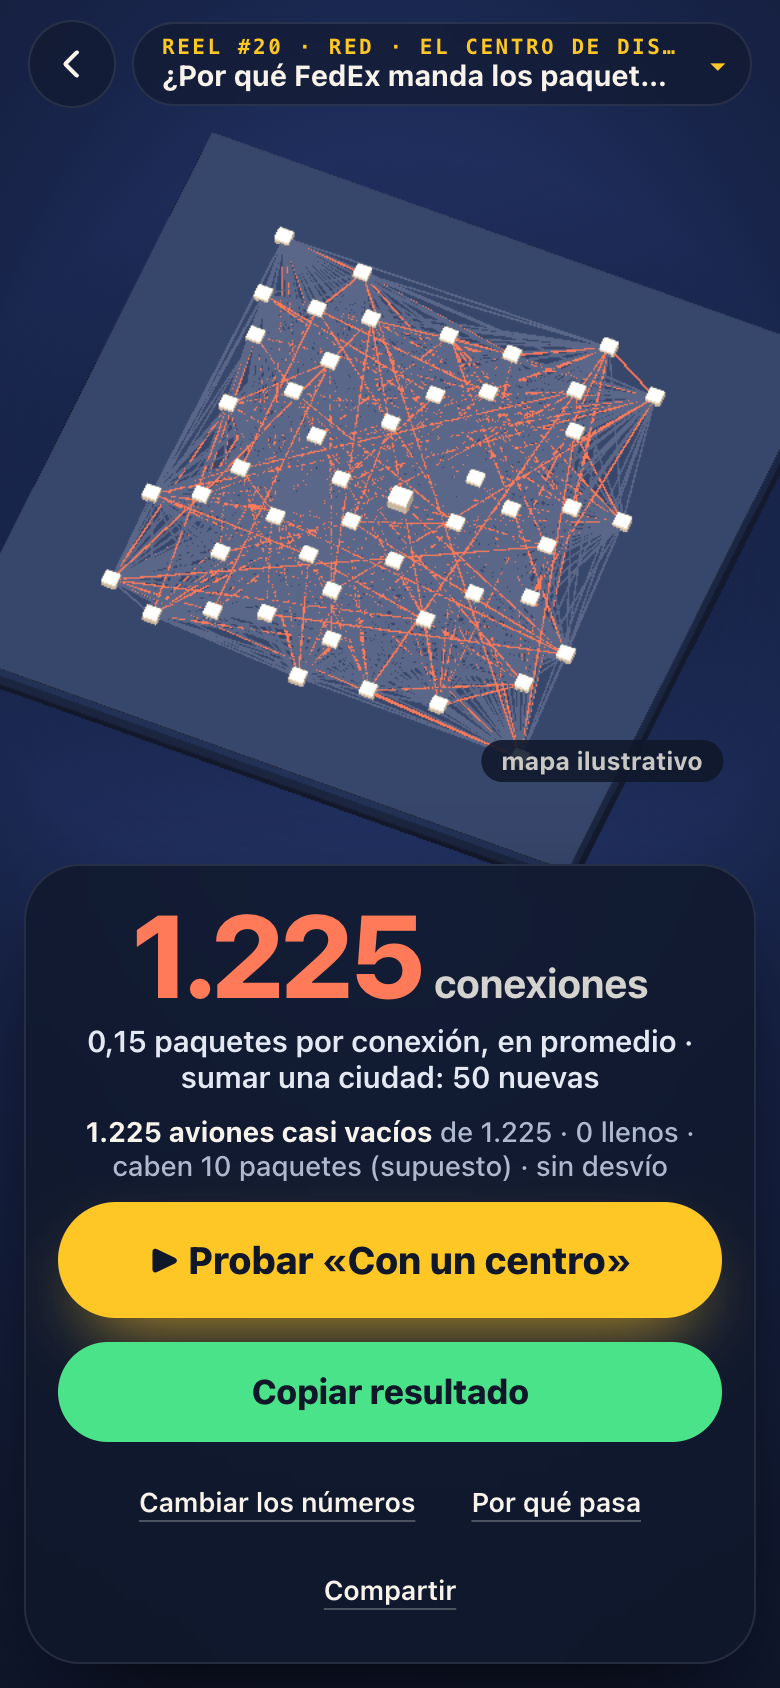 REEL #20 · RED · EL CENTRO DE DIS…
¿Por qué FedEx manda los paquet...
mapa ilustrativo
1.225 conexiones
0,15 paquetes por conexión, en promedio ·
sumar una ciudad: 50 nuevas
1.225 aviones casi vacíos de 1.225 · 0 llenos ·
caben 10 paquetes (supuesto) · sin desvío
Probar «Con un centro»
Copiar resultado
Cambiar los números Por qué pasa
Compartir